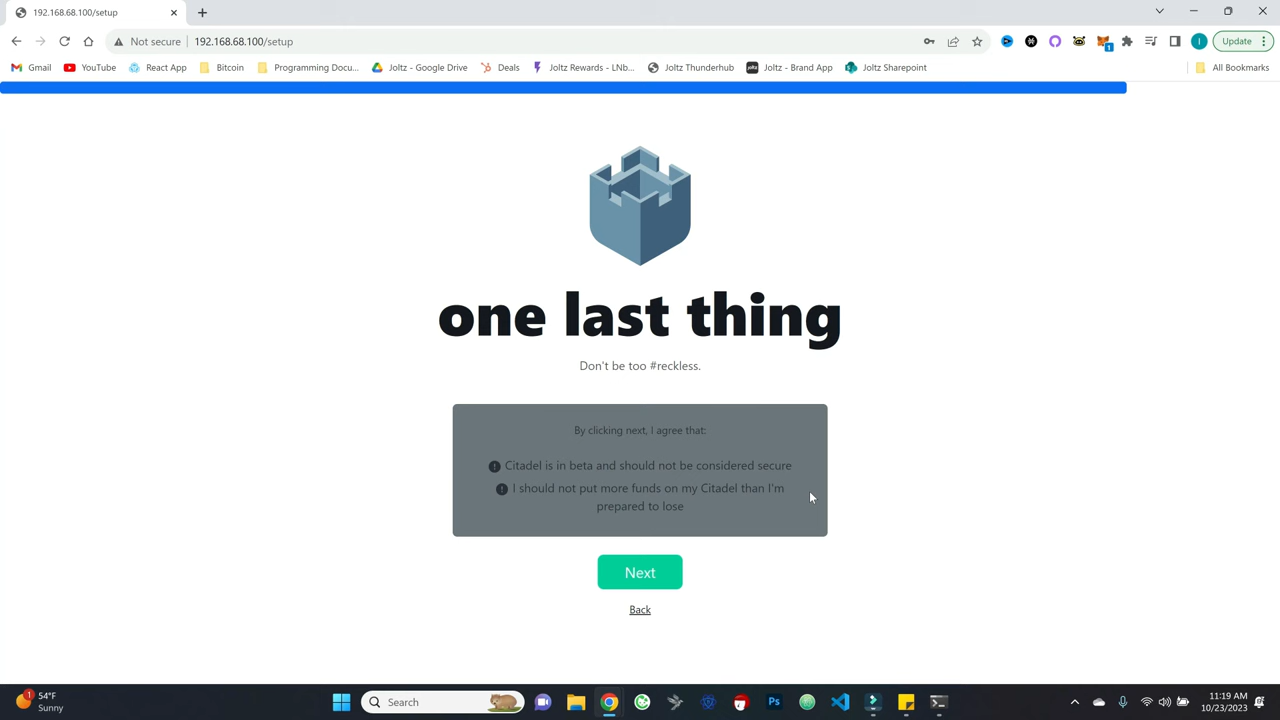 192.168.68.100/setup
Not secure
192.168.68.100/setup
1
I
Update
Gmail
YouTube
React App
Bitcoin
Programming Docu...
Joltz - Google Drive
Deals
Joltz Rewards - LNb...
Joltz Thunderhub
Joltz - Brand App
Joltz Sharepoint
All Bookmarks
one last thing
Don't be too #reckless.
By clicking next, I agree that:
Citadel is in beta and should not be considered secure
I should not put more funds on my Citadel than I'm
prepared to lose
Next
Back
1
54°F
Sunny
Search
Ps
11:19 AM
10/23/2023